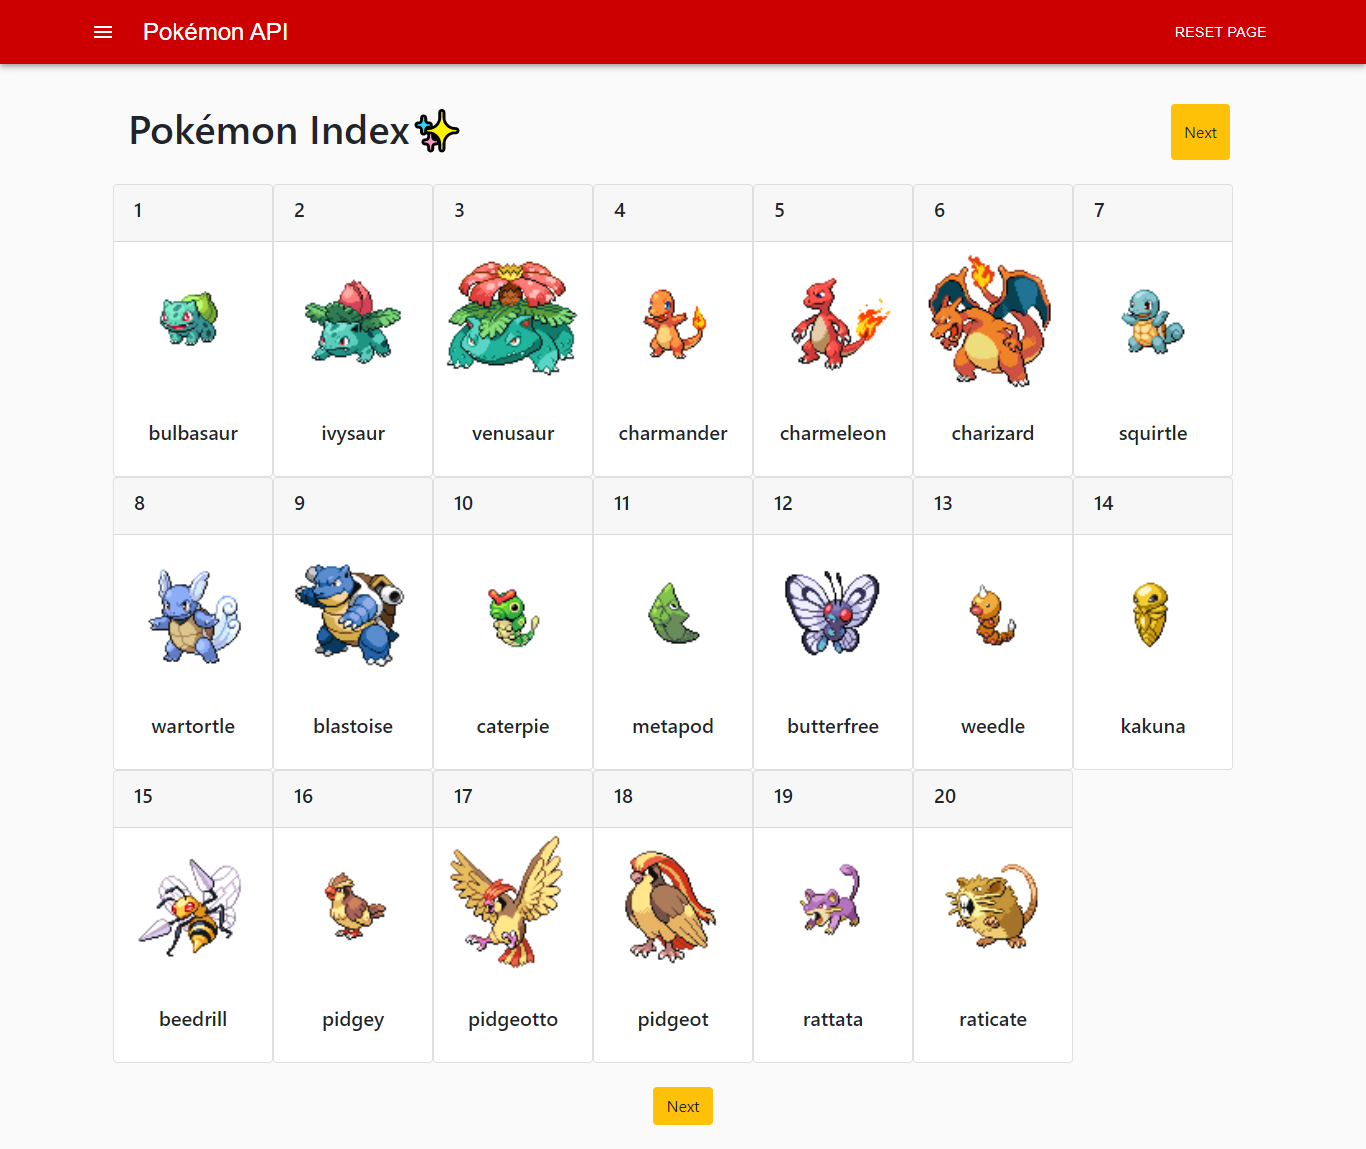 Pokémon API
RESET PAGE
Pokémon Index✨
Next
1 2 3 4 5 6 7
bulbasaur ivysaur venusaur charmander charmeleon charizard squirtle
8 9 10 11 12 13 14
wartortle blastoise caterpie metapod butterfree weedle kakuna
15 16 17 18 19 20
beedrill pidgey pidgeotto pidgeot rattata raticate
Next